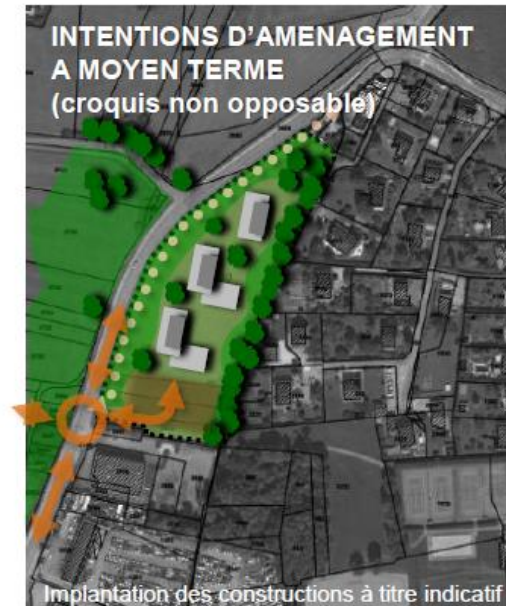 INTENTIONS D'AMENAGEMENT
A MOYEN TERME
(croquis non opposable)
Implantation des constructions à titre indicatif